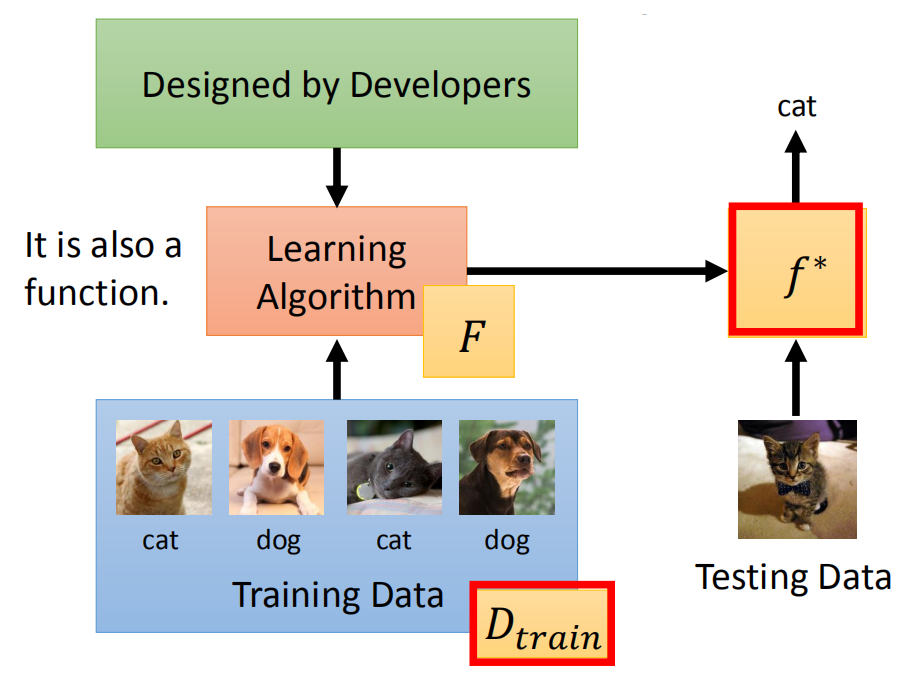 Designed by Developers
cat
It is also a
function.
Learning
Algorithm
F
f*
cat
dog
cat
dog
Training Data
D_train
Testing Data